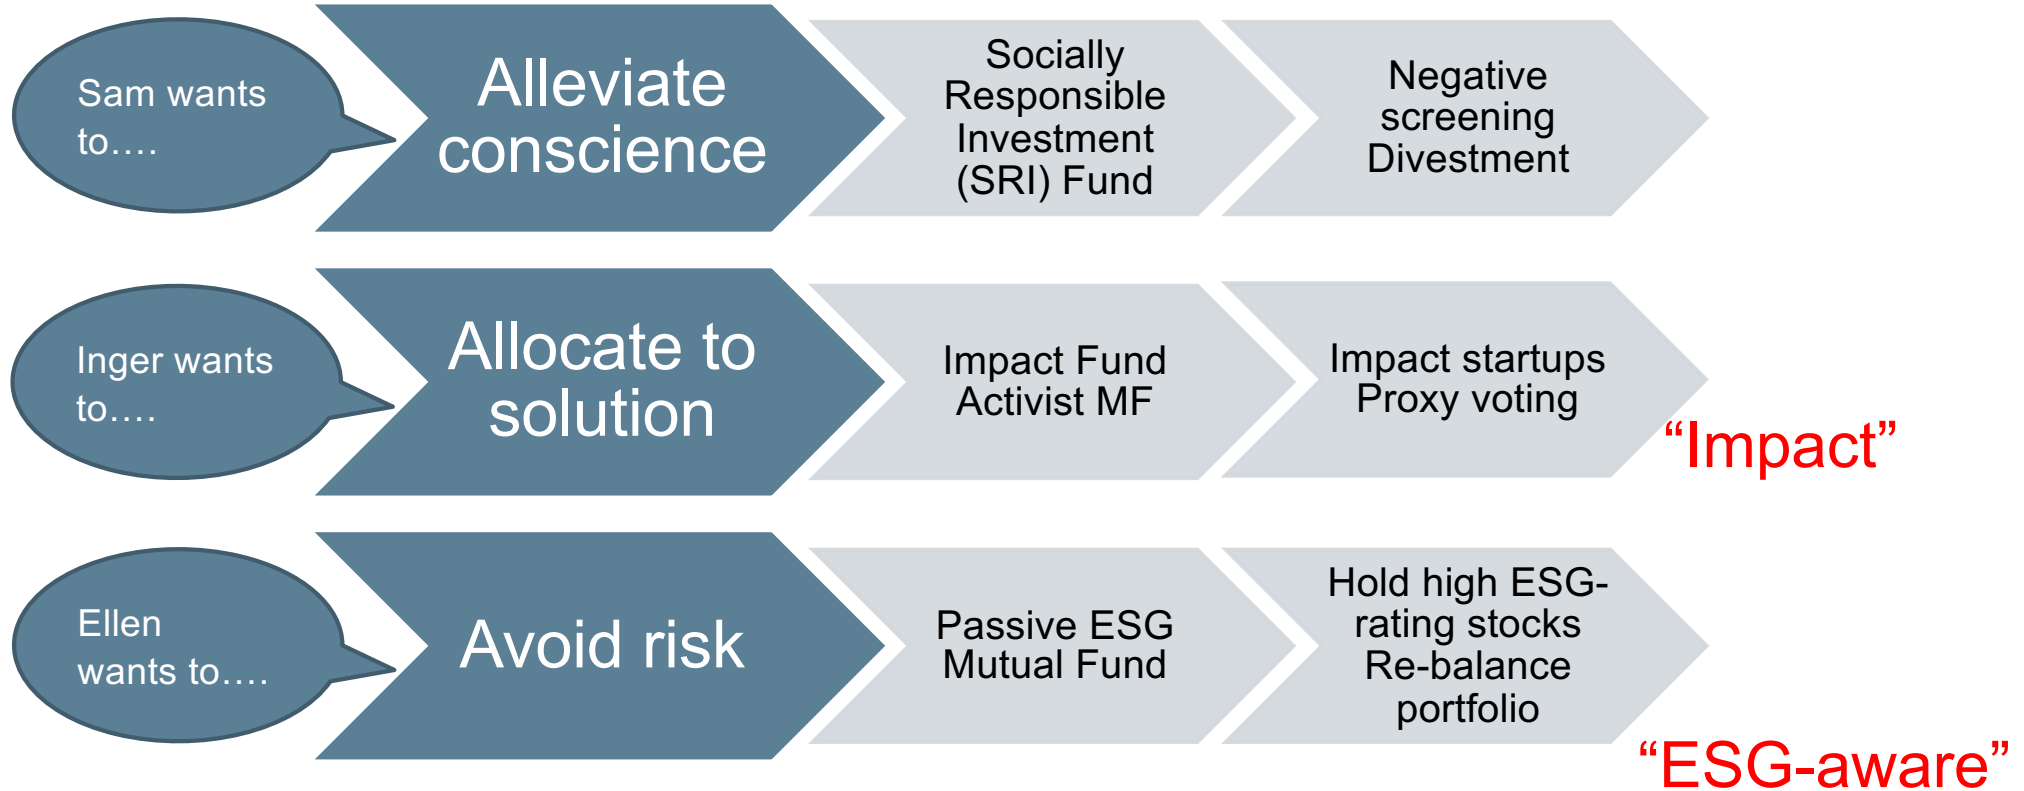 Sam wants
to….
Alleviate
conscience
Socially
Responsible
Investment
(SRI) Fund
Negative
screening
Divestment
Inger wants
to….
Allocate to
solution
Impact Fund
Activist MF
Impact startups
Proxy voting
“Impact”
Ellen
wants to….
Avoid risk
Passive ESG
Mutual Fund
Hold high ESG-
rating stocks
Re-balance
portfolio
“ESG-aware”